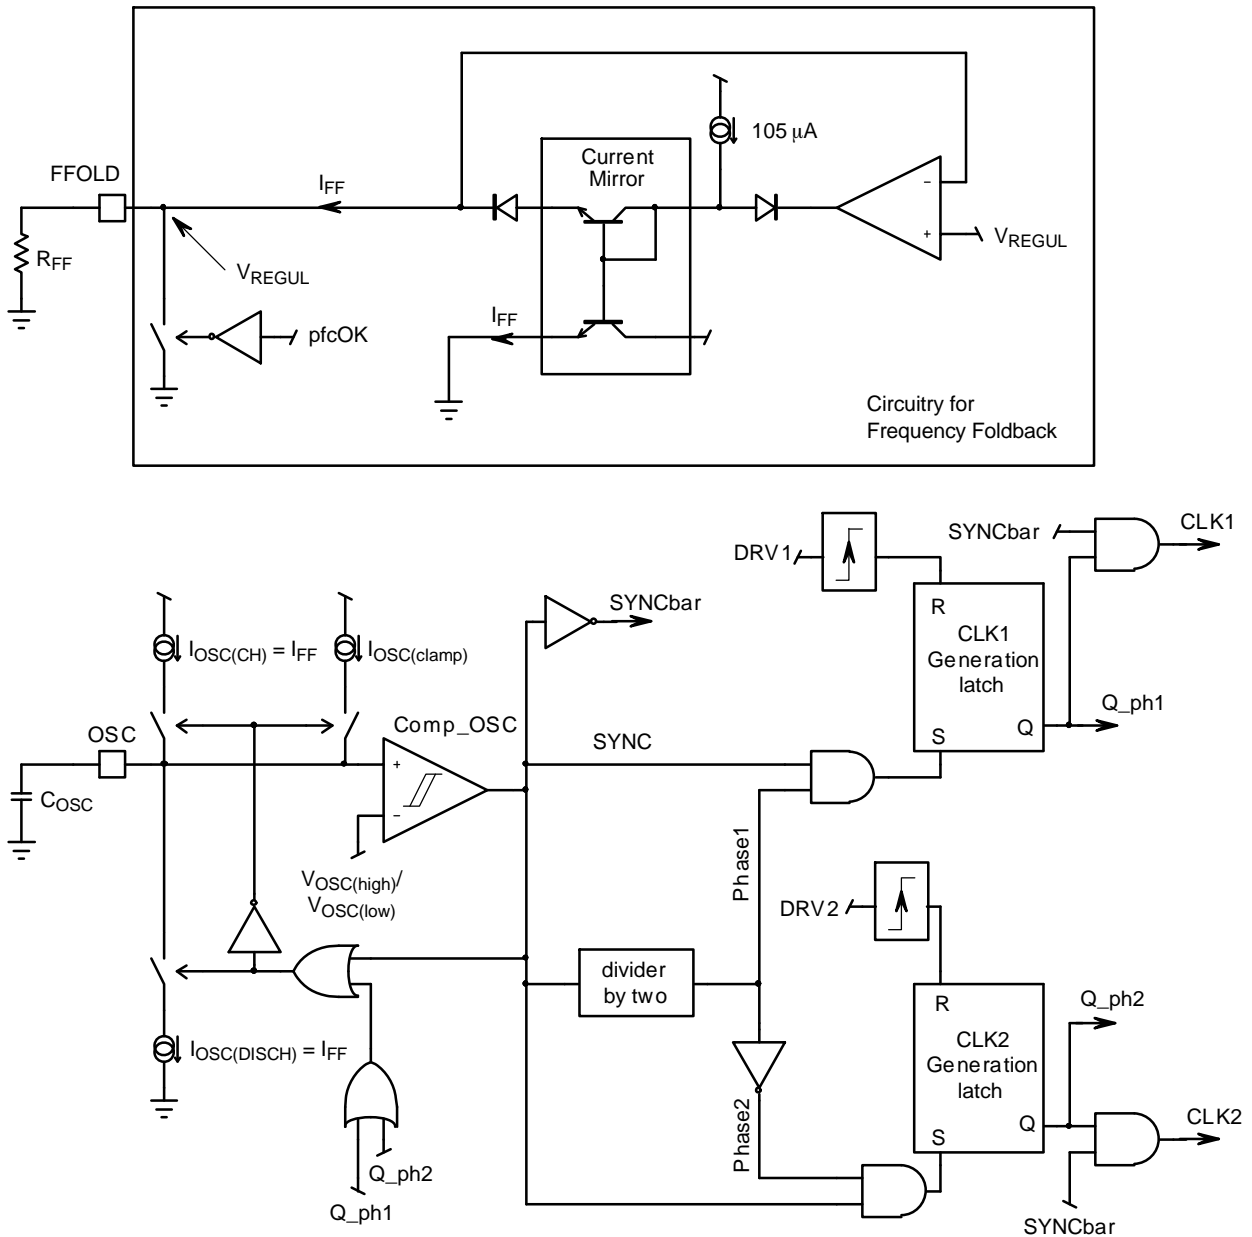 105 μA
Current
Mirror
FFOLD
IFF
−
+
VREGUL
RFF
VREGUL
pfcOK
IFF
Circuitry for
Frequency Foldback
SYNCbar
CLK1
DRV1
SYNCbar
R
CLK1
Generation
latch
IOSC(CH) = IFF
IOSC(clamp)
Q_ph1
Comp_OSC
OSC
SYNC
Q
S
+
−
COSC
VOSC(high)/
VOSC(low)
Phase1
DRV2
divider
by two
R
Q_ph2
CLK2
Generation
latch
IOSC(DISCH) = IFF
Phase2
Q
S
CLK2
Q_ph2
Q_ph1
SYNCbar